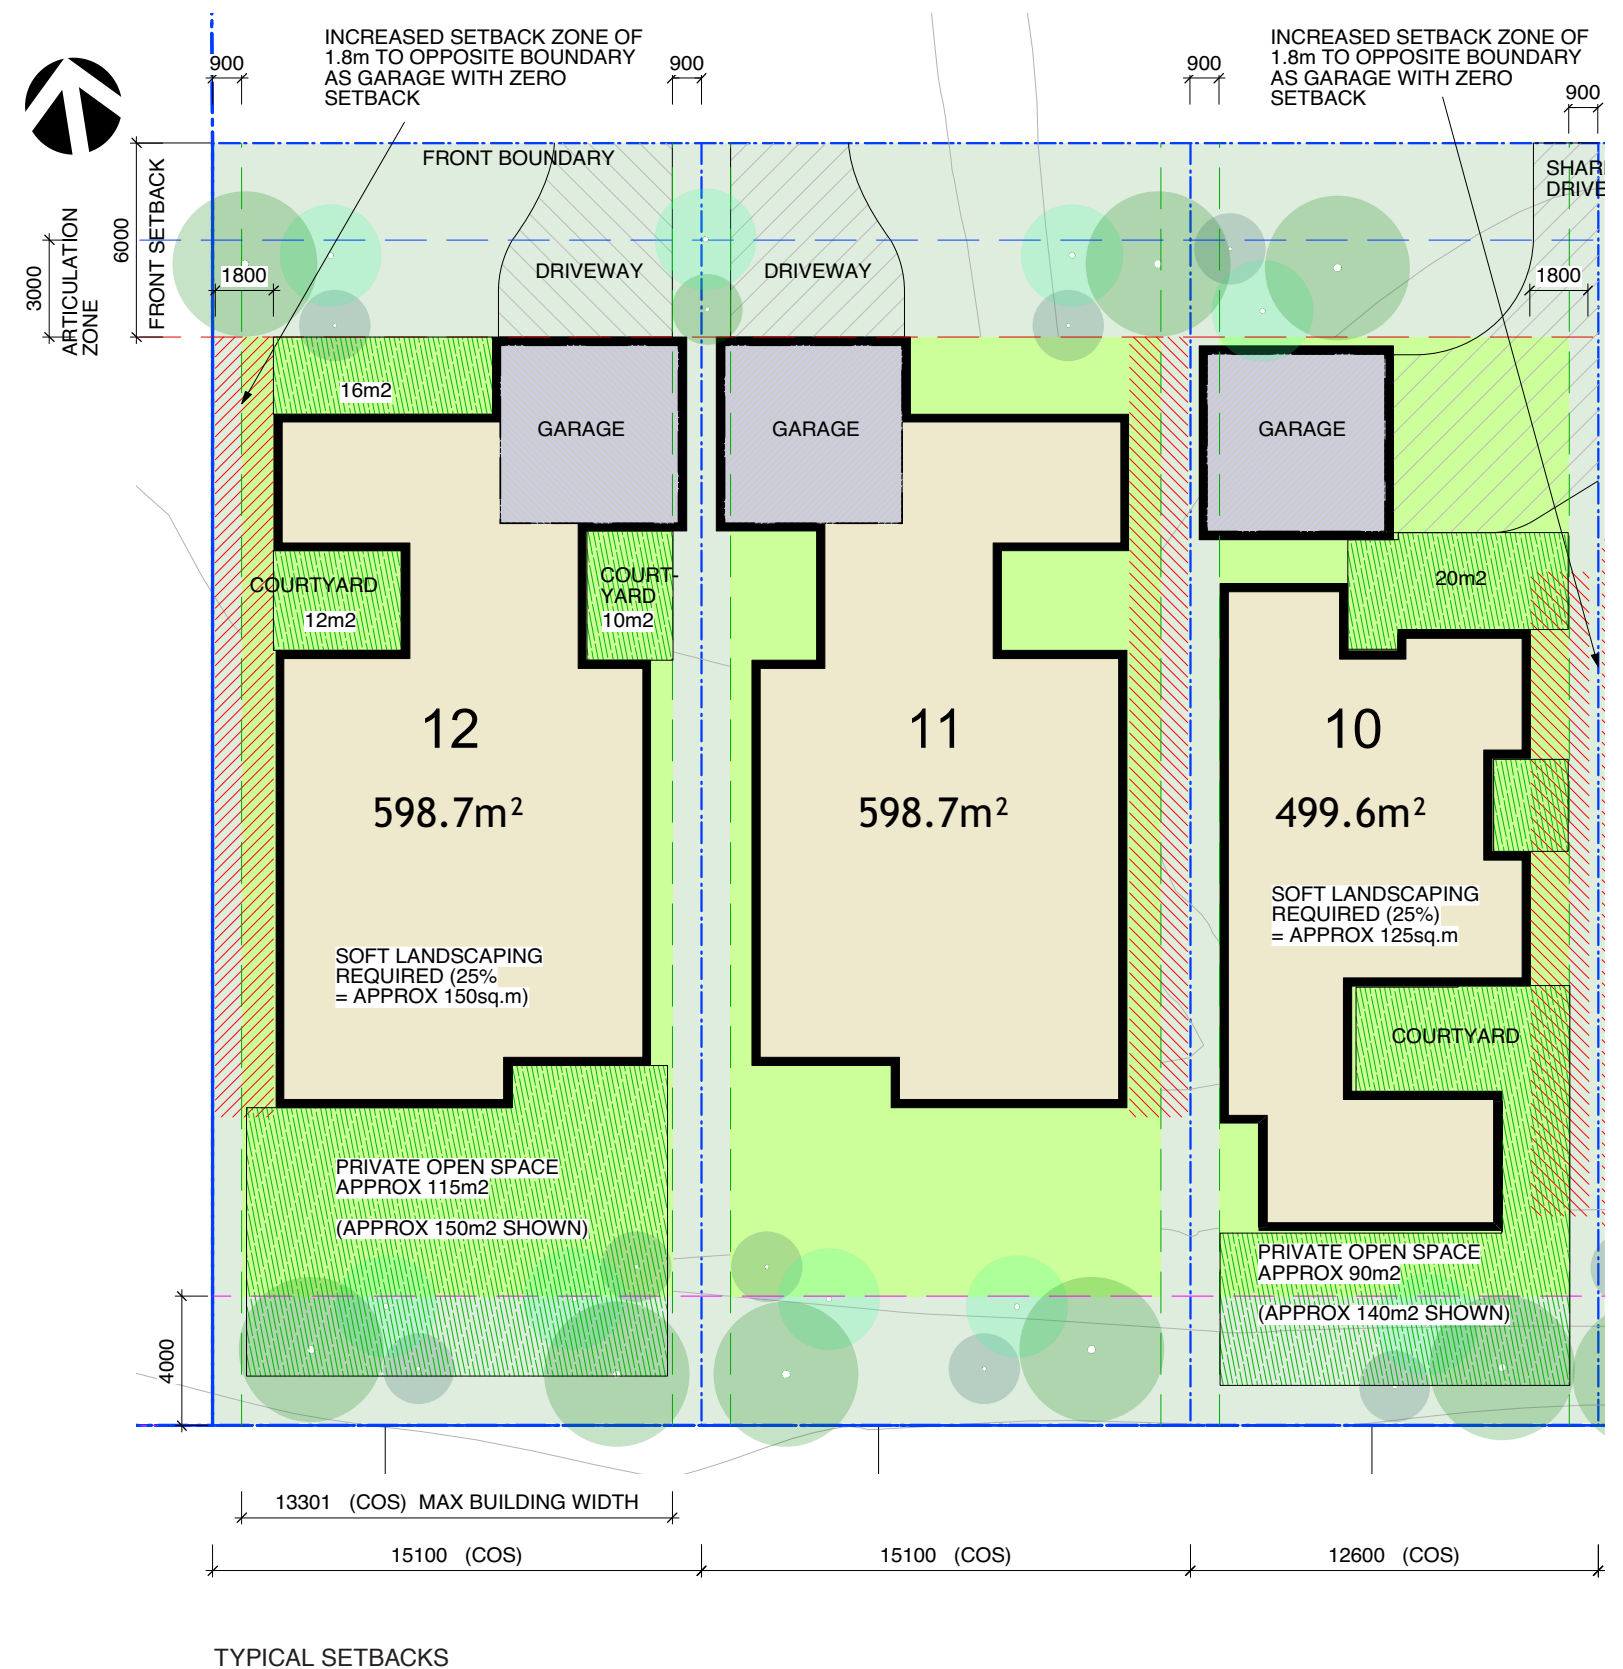 INCREASED SETBACK ZONE OF
1.8m TO OPPOSITE BOUNDARY
AS GARAGE WITH ZERO
SETBACK
INCREASED SETBACK ZONE OF
1.8m TO OPPOSITE BOUNDARY
AS GARAGE WITH ZERO
SETBACK
900
900
900
900
FRONT BOUNDARY
6000
FRONT SETBACK
3000
ARTICULATION
ZONE
1800
DRIVEWAY
DRIVEWAY
1800
16m2
GARAGE
GARAGE
GARAGE
COURTYARD
12m2
COURT-
YARD
10m2
20m2
12
598.7m²
11
598.7m²
10
499.6m²
SOFT LANDSCAPING
REQUIRED (25%
= APPROX 150sq.m)
SOFT LANDSCAPING
REQUIRED (25%)
= APPROX 125sq.m
COURTYARD
PRIVATE OPEN SPACE
APPROX 115m2
(APPROX 150m2 SHOWN)
PRIVATE OPEN SPACE
APPROX 90m2
(APPROX 140m2 SHOWN)
4000
13301 (COS) MAX BUILDING WIDTH
15100 (COS)
15100 (COS)
12600 (COS)
TYPICAL SETBACKS